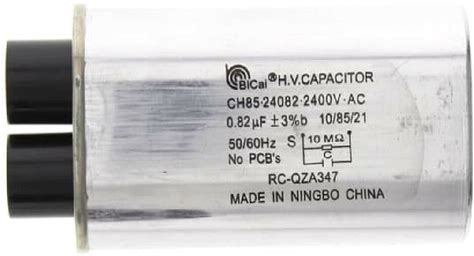 BiCai ® H.V.CAPACITOR
CH85·24082·2400V·AC
0.82µF ±3%b 10/85/21
50/60Hz S 10 MΩ
No PCB's C
RC-QZA347
MADE IN NINGBO CHINA